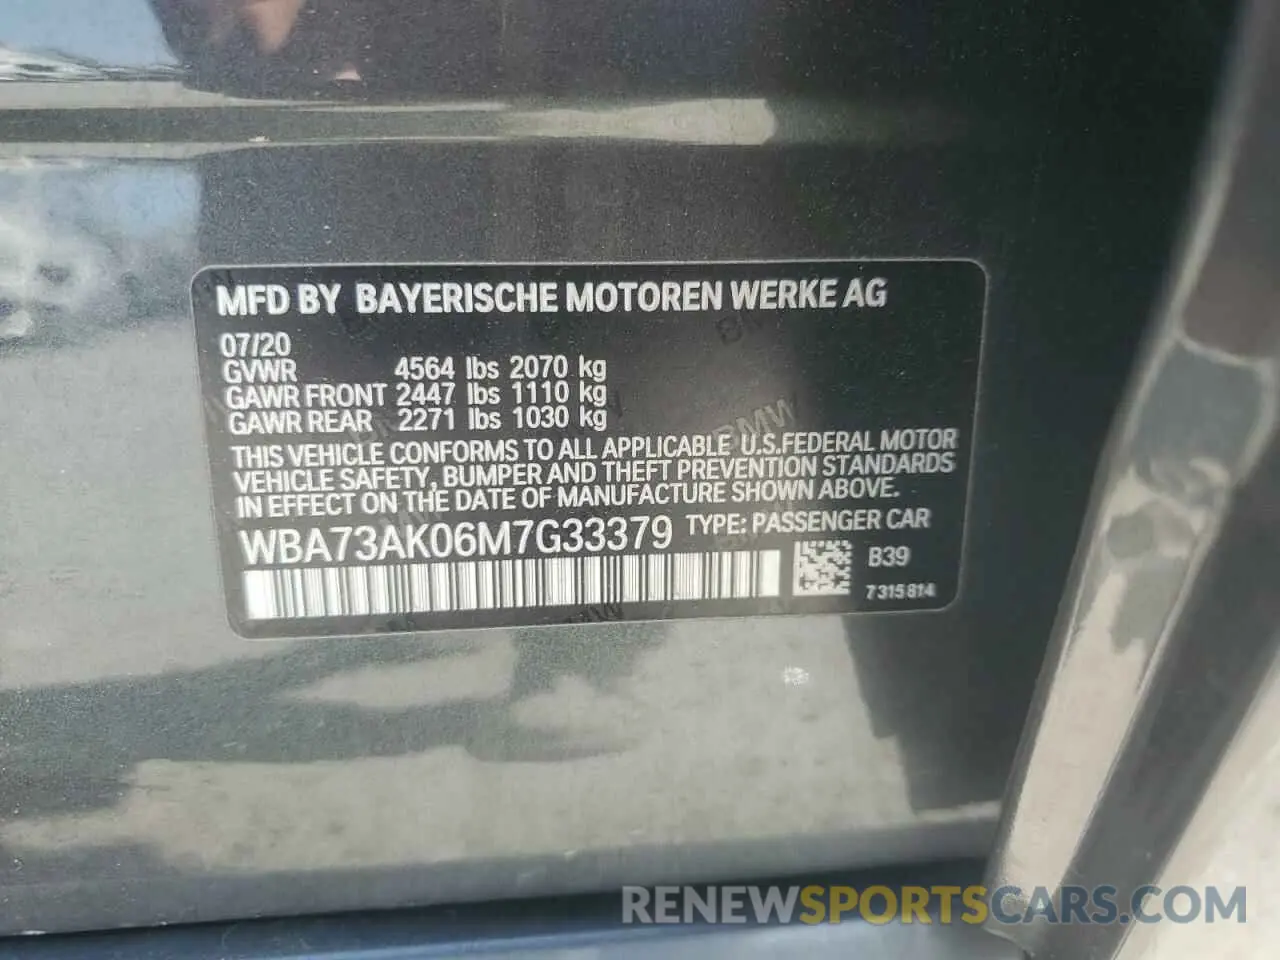 MFD BY BAYERISCHE MOTOREN WERKE AG
07/20
GVWR 4564 lbs 2070 kg
GAWR FRONT 2447 lbs 1110 kg
GAWR REAR 2271 lbs 1030 kg
THIS VEHICLE CONFORMS TO ALL APPLICABLE U.S.FEDERAL MOTOR
VEHICLE SAFETY, BUMPER AND THEFT PREVENTION STANDARDS
IN EFFECT ON THE DATE OF MANUFACTURE SHOWN ABOVE.
WBA73AK06M7G33379 TYPE: PASSENGER CAR
B39
7315814
RENEWSPORTSCARS.COM